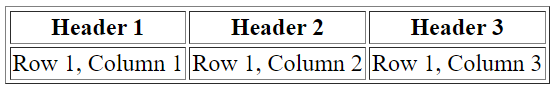 Header 1 Header 2 Header 3
Row 1, Column 1 Row 1, Column 2 Row 1, Column 3